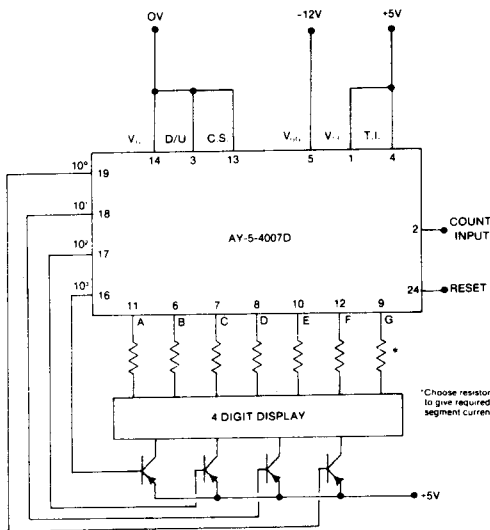 OV -12V +5V
D/U C.S T.I.
14 3 13 5 1 4
10⁰ 19
10¹ 18
10² 17
10³ 16
AY-5-4007D
2 COUNT
INPUT
24 RESET
11 6 7 8 10 12 9
A B C D E F G
*
*Choose resistor
to give required
segment curren
4 DIGIT DISPLAY
+5V